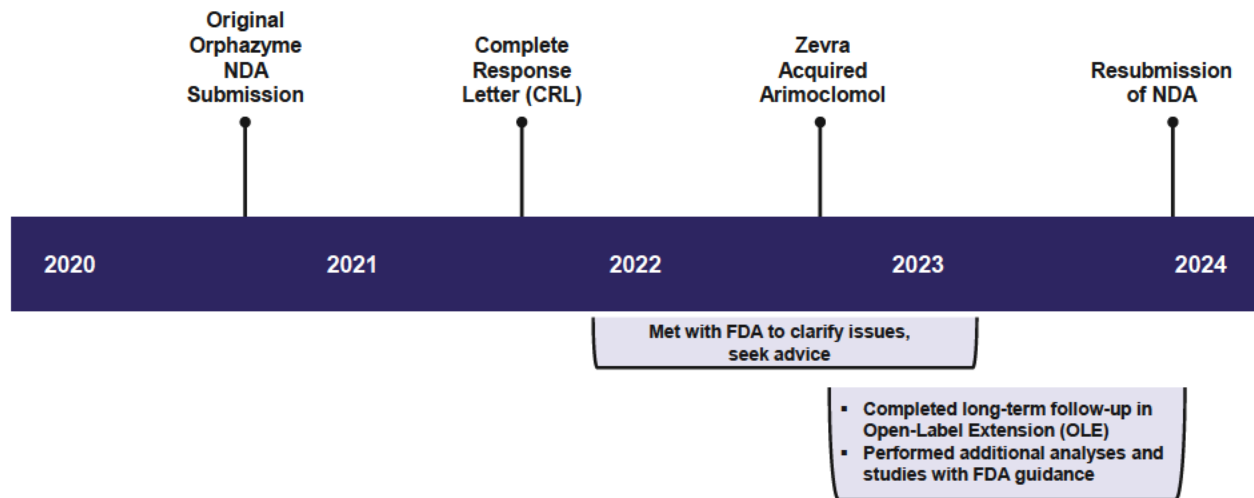 Original
Orphazyme
NDA
Submission
Complete
Response
Letter (CRL)
Zevra
Acquired
Arimoclomol
Resubmission
of NDA
2020
2021
2022
2023
2024
Met with FDA to clarify issues,
seek advice
▪ Completed long-term follow-up in
Open-Label Extension (OLE)
▪ Performed additional analyses and
studies with FDA guidance